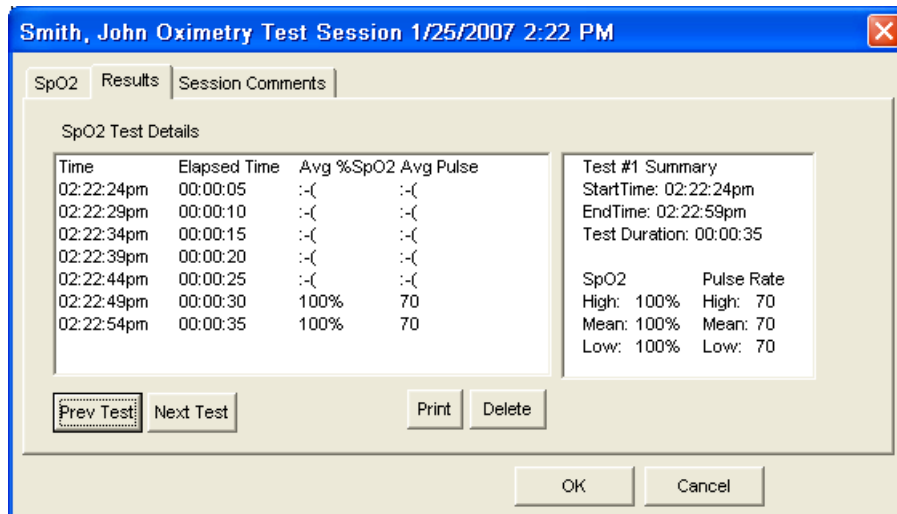 Smith, John Oximetry Test Session 1/25/2007 2:22 PM
SpO2 Results Session Comments
SpO2 Test Details
Time Elapsed Time Avg %SpO2 Avg Pulse
02:22:24pm 00:00:05 :-( :-(
02:22:29pm 00:00:10 :-( :-(
02:22:34pm 00:00:15 :-( :-(
02:22:39pm 00:00:20 :-( :-(
02:22:44pm 00:00:25 :-( :-(
02:22:49pm 00:00:30 100% 70
02:22:54pm 00:00:35 100% 70
Test #1 Summary
StartTime: 02:22:24pm
EndTime: 02:22:59pm
Test Duration: 00:00:35
SpO2 Pulse Rate
High: 100% High: 70
Mean: 100% Mean: 70
Low: 100% Low: 70
Prev Test Next Test Print Delete
OK Cancel